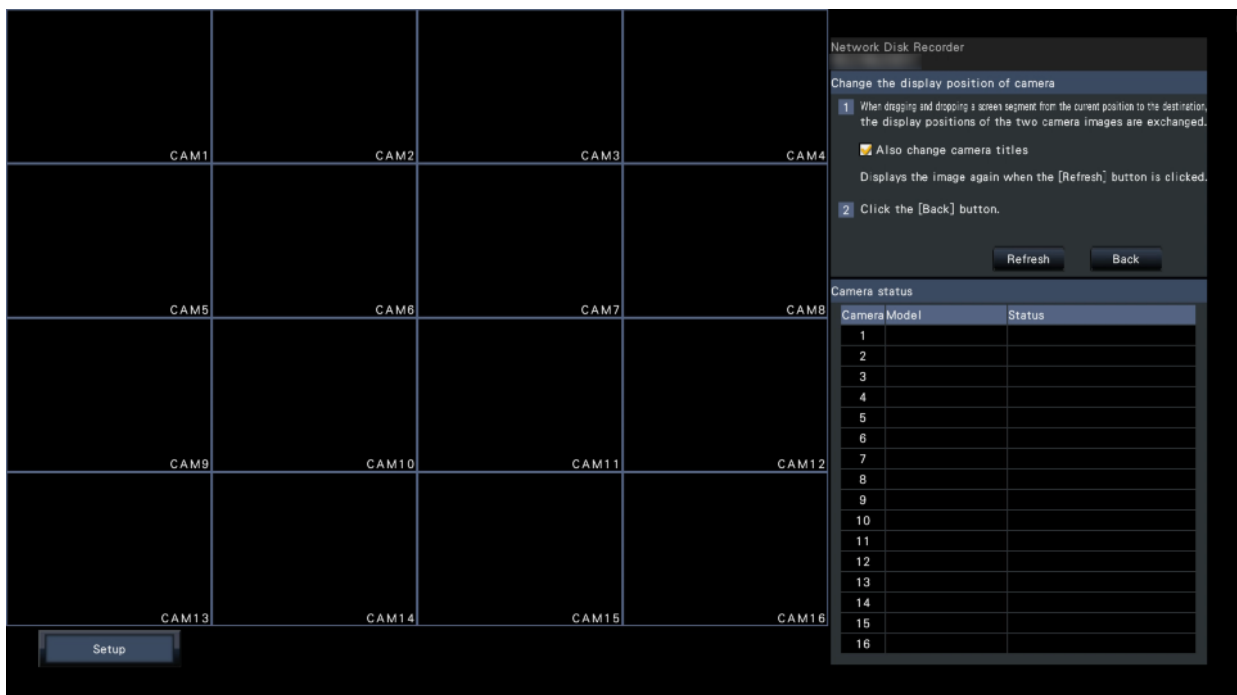 CAM1 CAM2 CAM3 CAM4
CAM5 CAM6 CAM7 CAM8
CAM9 CAM10 CAM11 CAM12
CAM13 CAM14 CAM15 CAM16
Setup
Network Disk Recorder
Change the display position of camera
1 When dragging and dropping a screen segment from the current position to the destination,
the display positions of the two camera images are exchanged.
Also change camera titles
Displays the image again when the [Refresh] button is clicked.
2 Click the [Back] button.
Refresh Back
Camera status
Camera Model Status
1
2
3
4
5
6
7
8
9
10
11
12
13
14
15
16